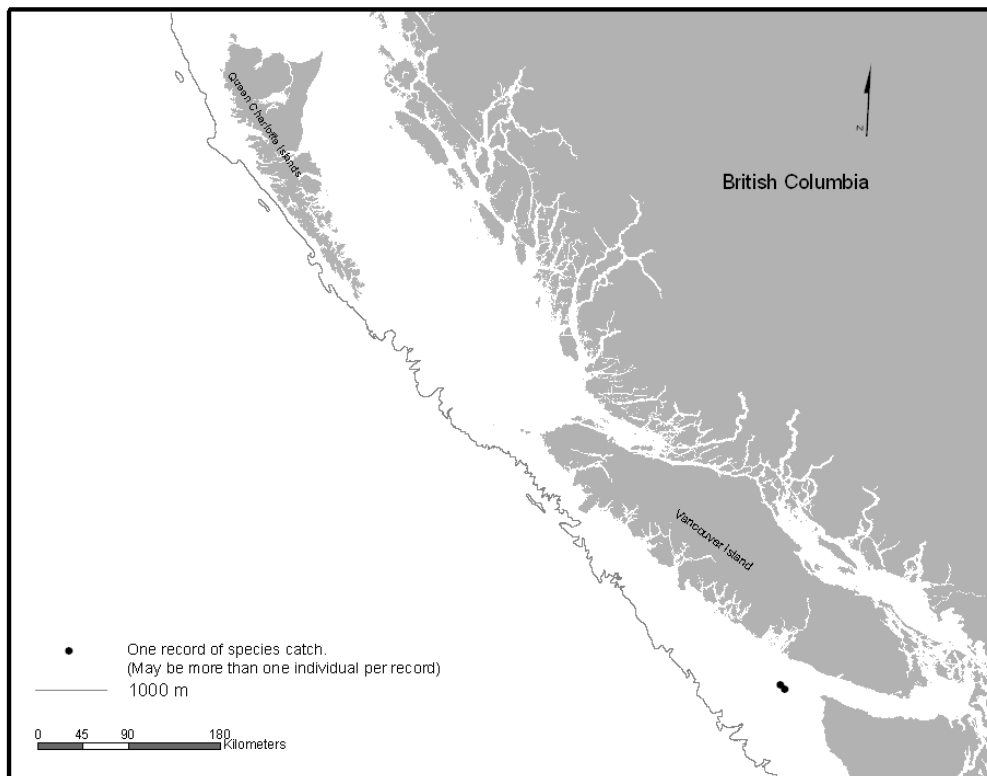 Queen Charlotte Islands
N
British Columbia
Vancouver Island
One record of species catch.
(May be more than one individual per record)
1000 m
0 45 90 180
Kilometers